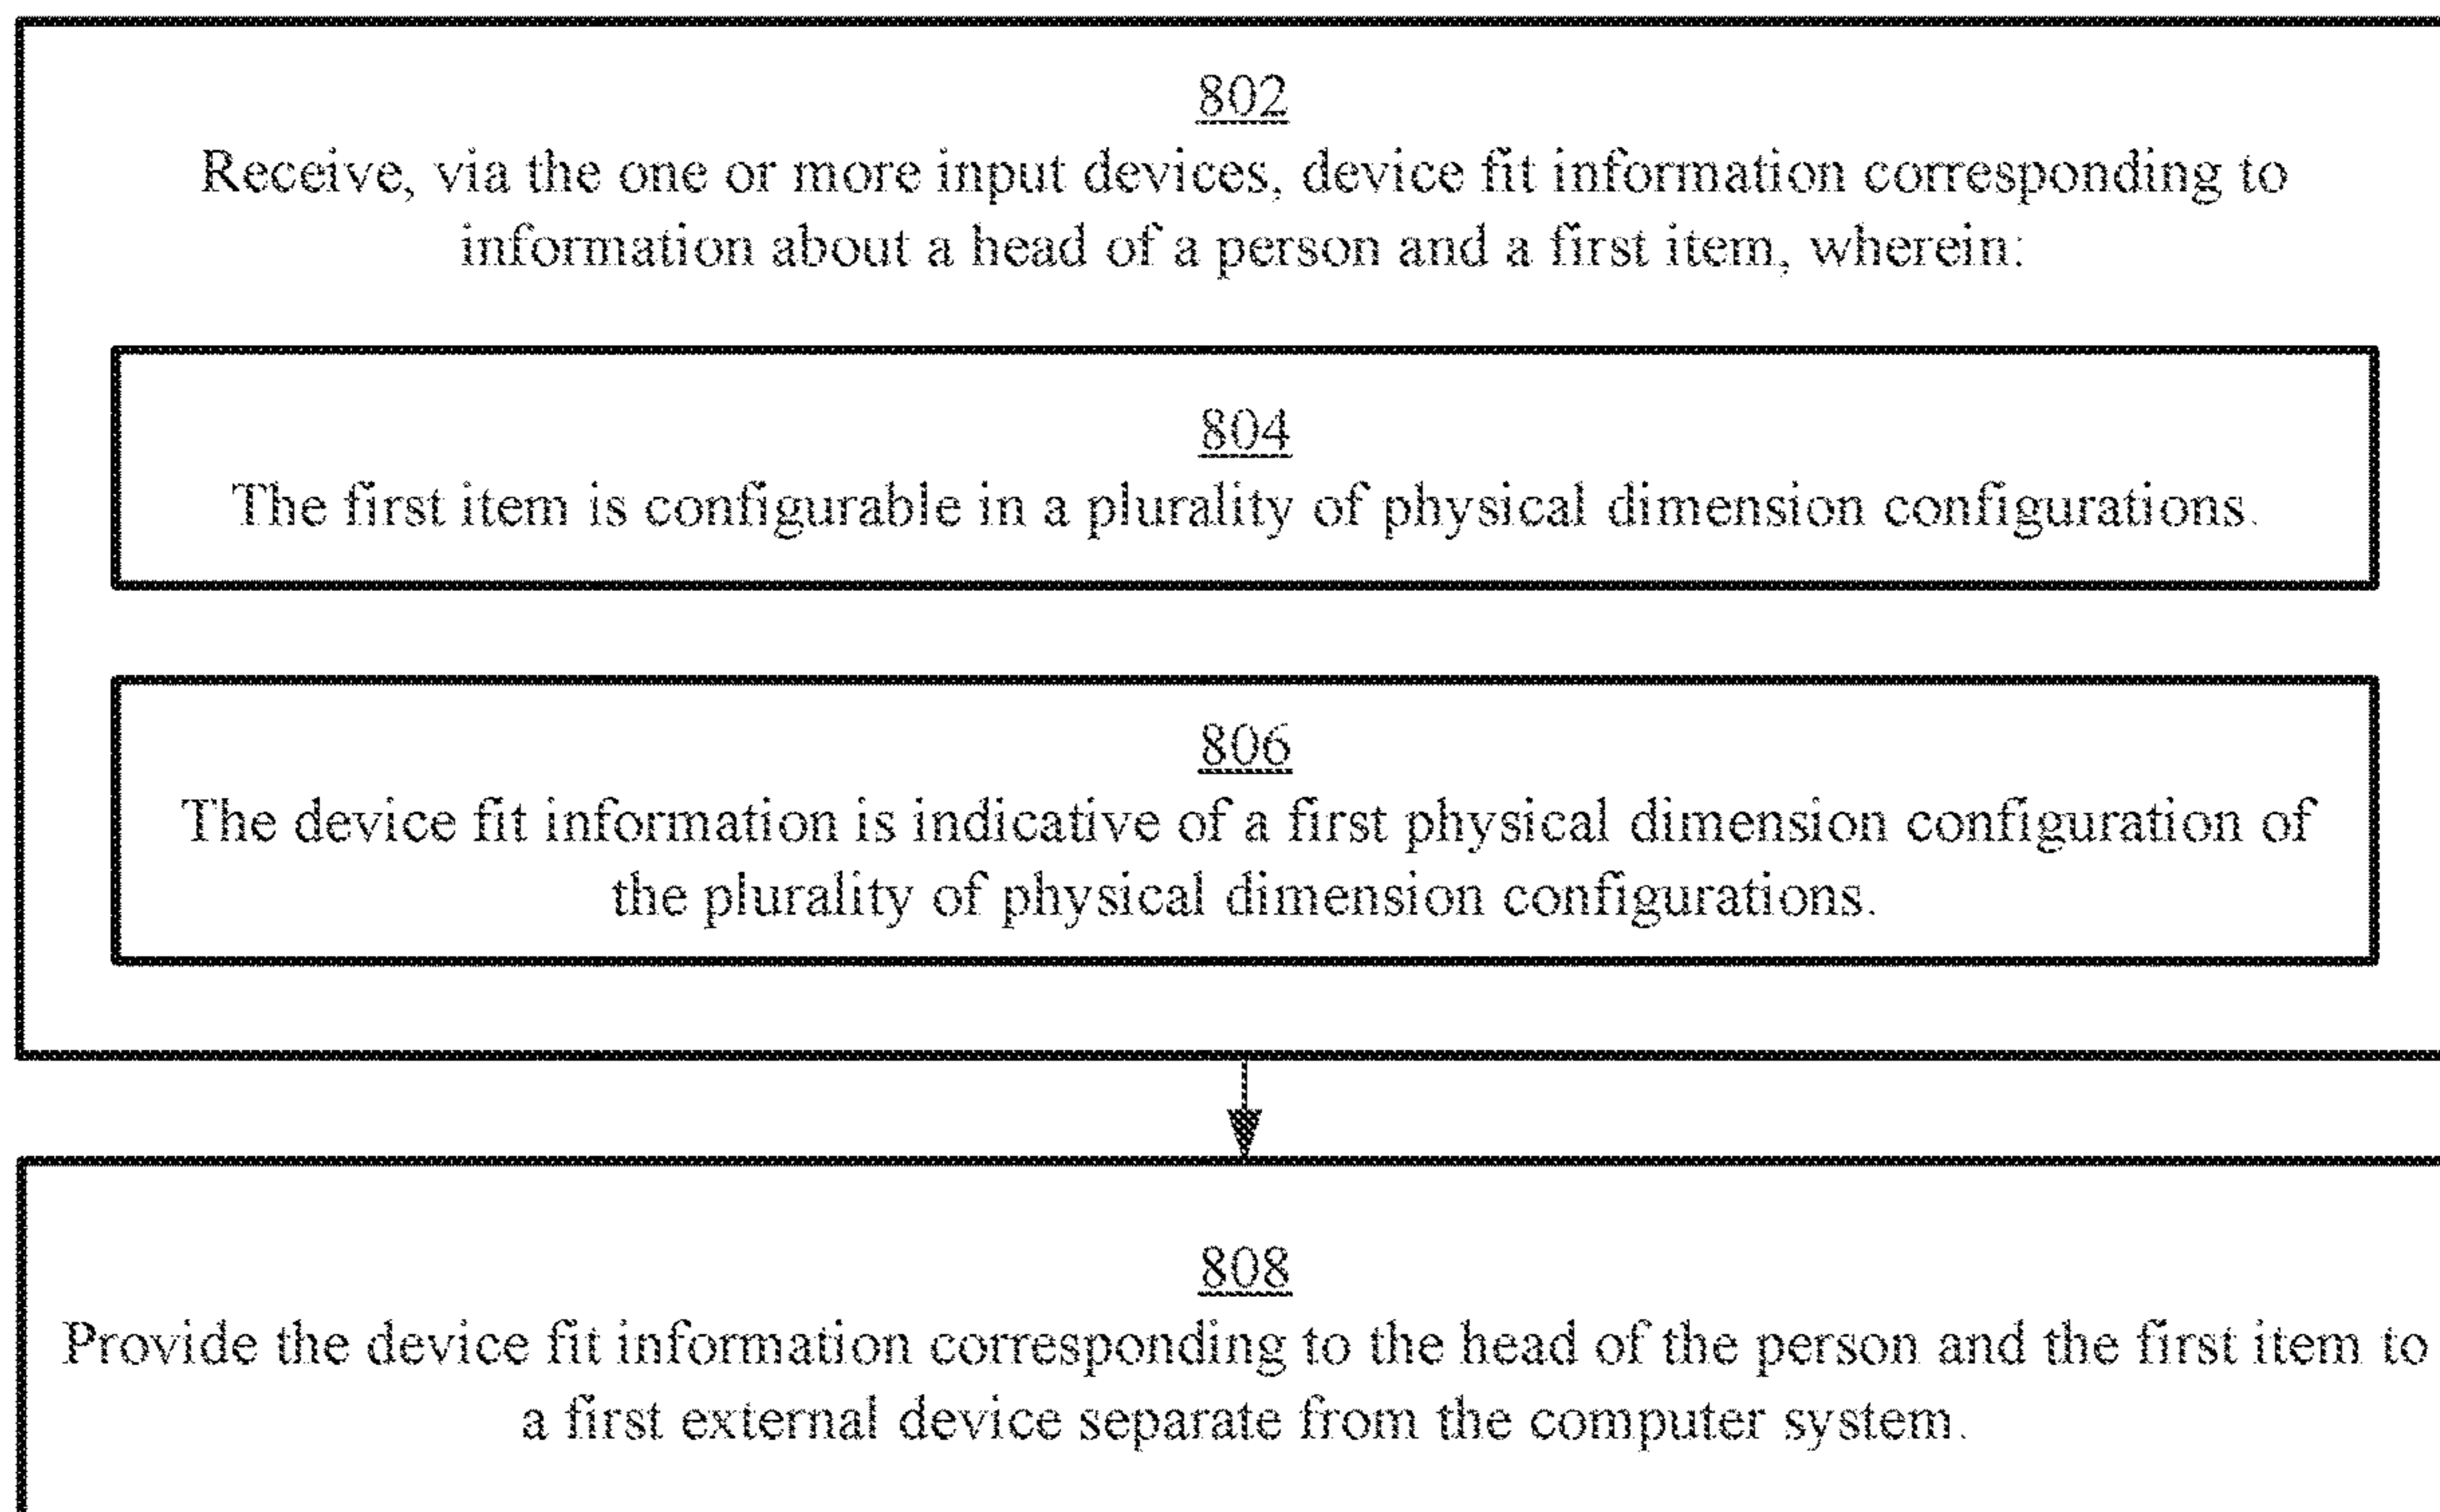 802
Receive, via the one or more input devices, device fit information corresponding to
information about a head of a person and a first item, wherein:
804
The first item is configurable in a plurality of physical dimension configurations.
806
The device fit information is indicative of a first physical dimension configuration of
the plurality of physical dimension configurations.
808
Provide the device fit information corresponding to the head of the person and the first item to
a first external device separate from the computer system.